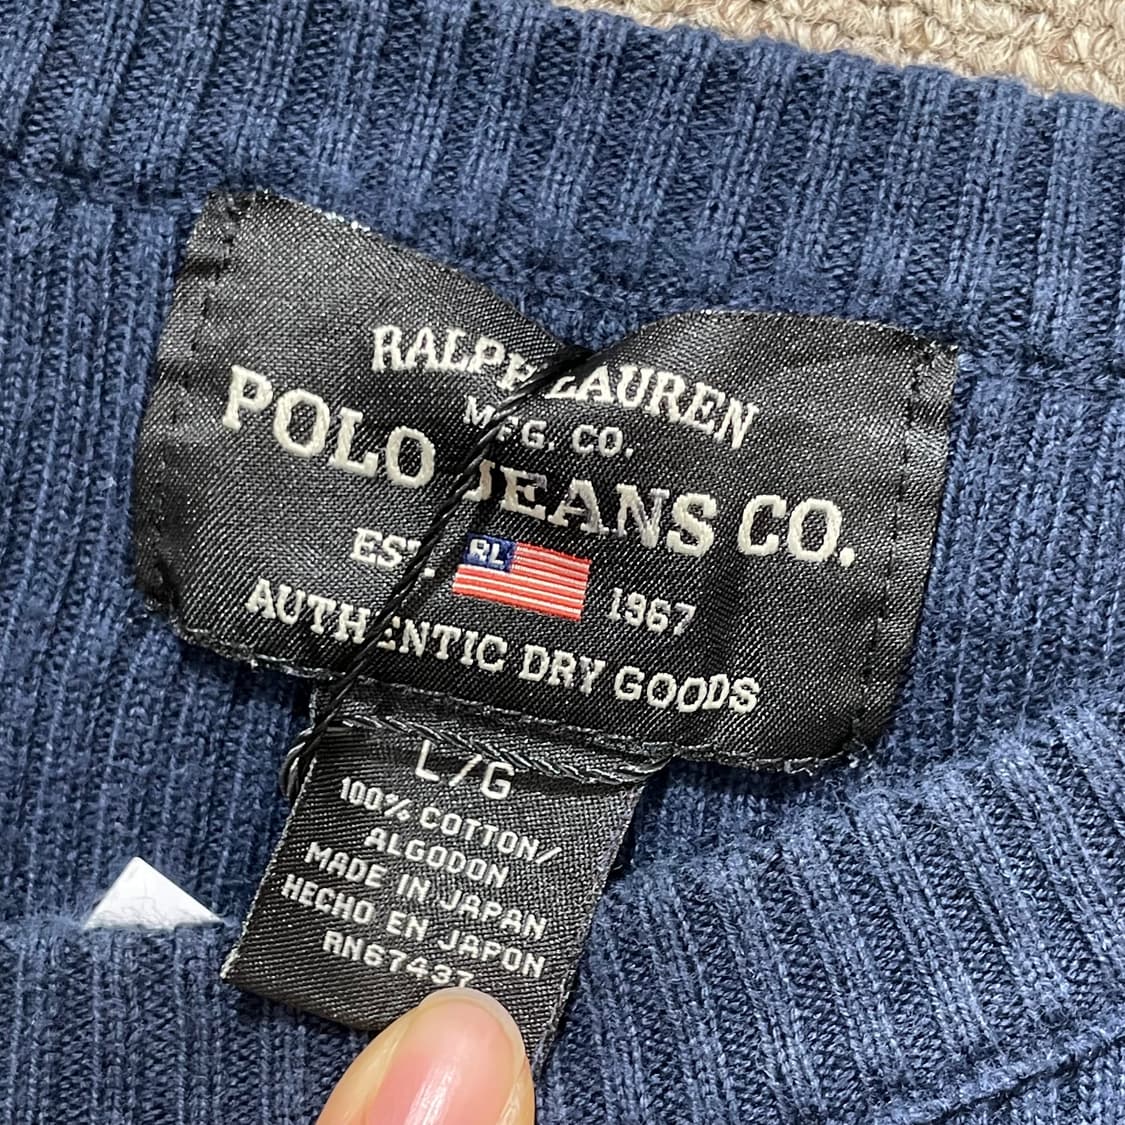 RALPH LAUREN
MFG. CO.
POLO JEANS CO.
EST. RL 1967
AUTHENTIC DRY GOODS
L/G
100% COTTON/
ALGODON
MADE IN JAPAN
HECHO EN JAPON
RN67437